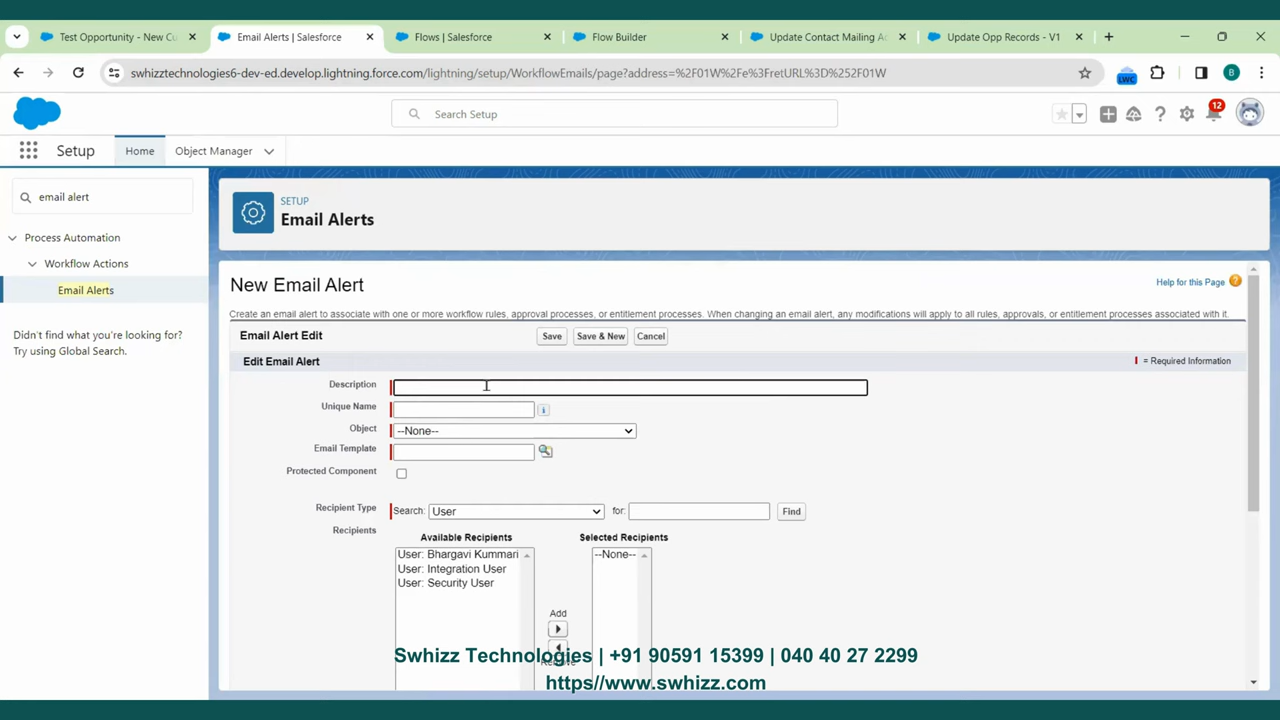 Test Opportunity - New Cu
Email Alerts | Salesforce
Flows | Salesforce
Flow Builder
Update Contact Mailing Ac
Update Opp Records - V1
swhizztechnologies6-dev-ed.develop.lightning.force.com/lightning/setup/WorkflowEmails/page?address=%2F01W%2Fe%3FretURL%3D%252F01W
LWC
B
Search Setup
12
Setup
Home
Object Manager
email alert
Process Automation
Workflow Actions
Email Alerts
Didn't find what you're looking for?
Try using Global Search.
SETUP
Email Alerts
New Email Alert
Help for this Page
Create an email alert to associate with one or more workflow rules, approval processes, or entitlement processes. When changing an email alert, any modifications will apply to all rules, approvals, or entitlement processes associated with it.
Email Alert Edit
Save
Save & New
Cancel
Edit Email Alert
= Required Information
Description
Unique Name
Object
--None--
Email Template
Protected Component
Recipient Type
Search:
User
for:
Find
Recipients
Available Recipients
Selected Recipients
User: Bhargavi Kummari
--None--
User: Integration User
User: Security User
Add
Swhizz Technologies | +91 90591 15399 | 040 40 27 2299
https//www.swhizz.com